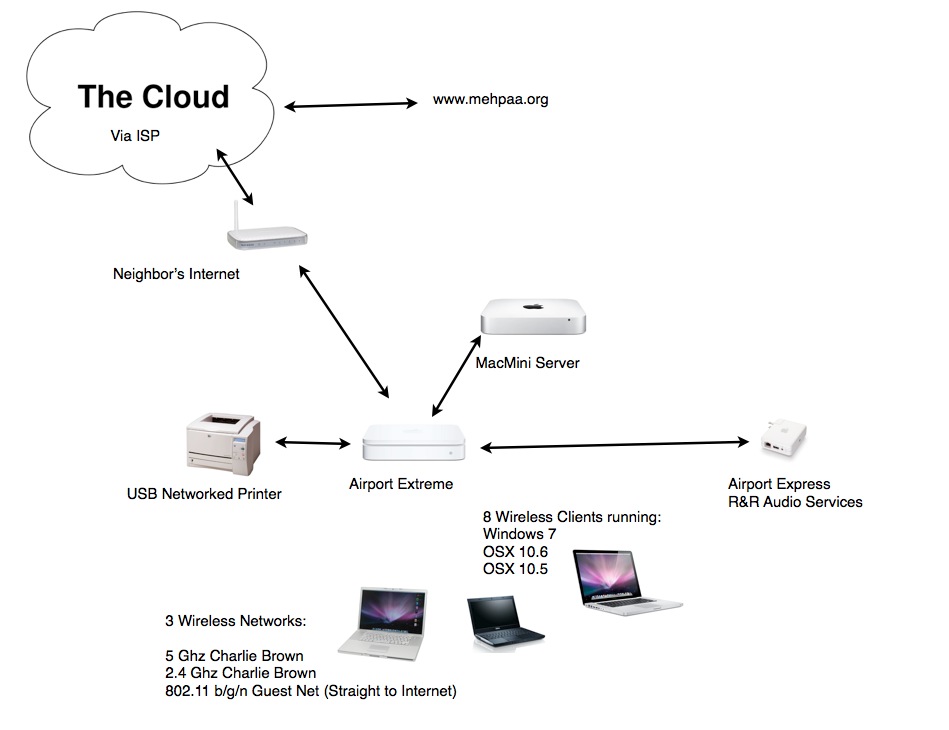 The Cloud
Via ISP
www.mehpaa.org
Neighbor's Internet
MacMini Server
USB Networked Printer
Airport Extreme
Airport Express
R&R Audio Services
8 Wireless Clients running:
Windows 7
OSX 10.6
OSX 10.5
3 Wireless Networks:
5 Ghz Charlie Brown
2.4 Ghz Charlie Brown
802.11 b/g/n Guest Net (Straight to Internet)